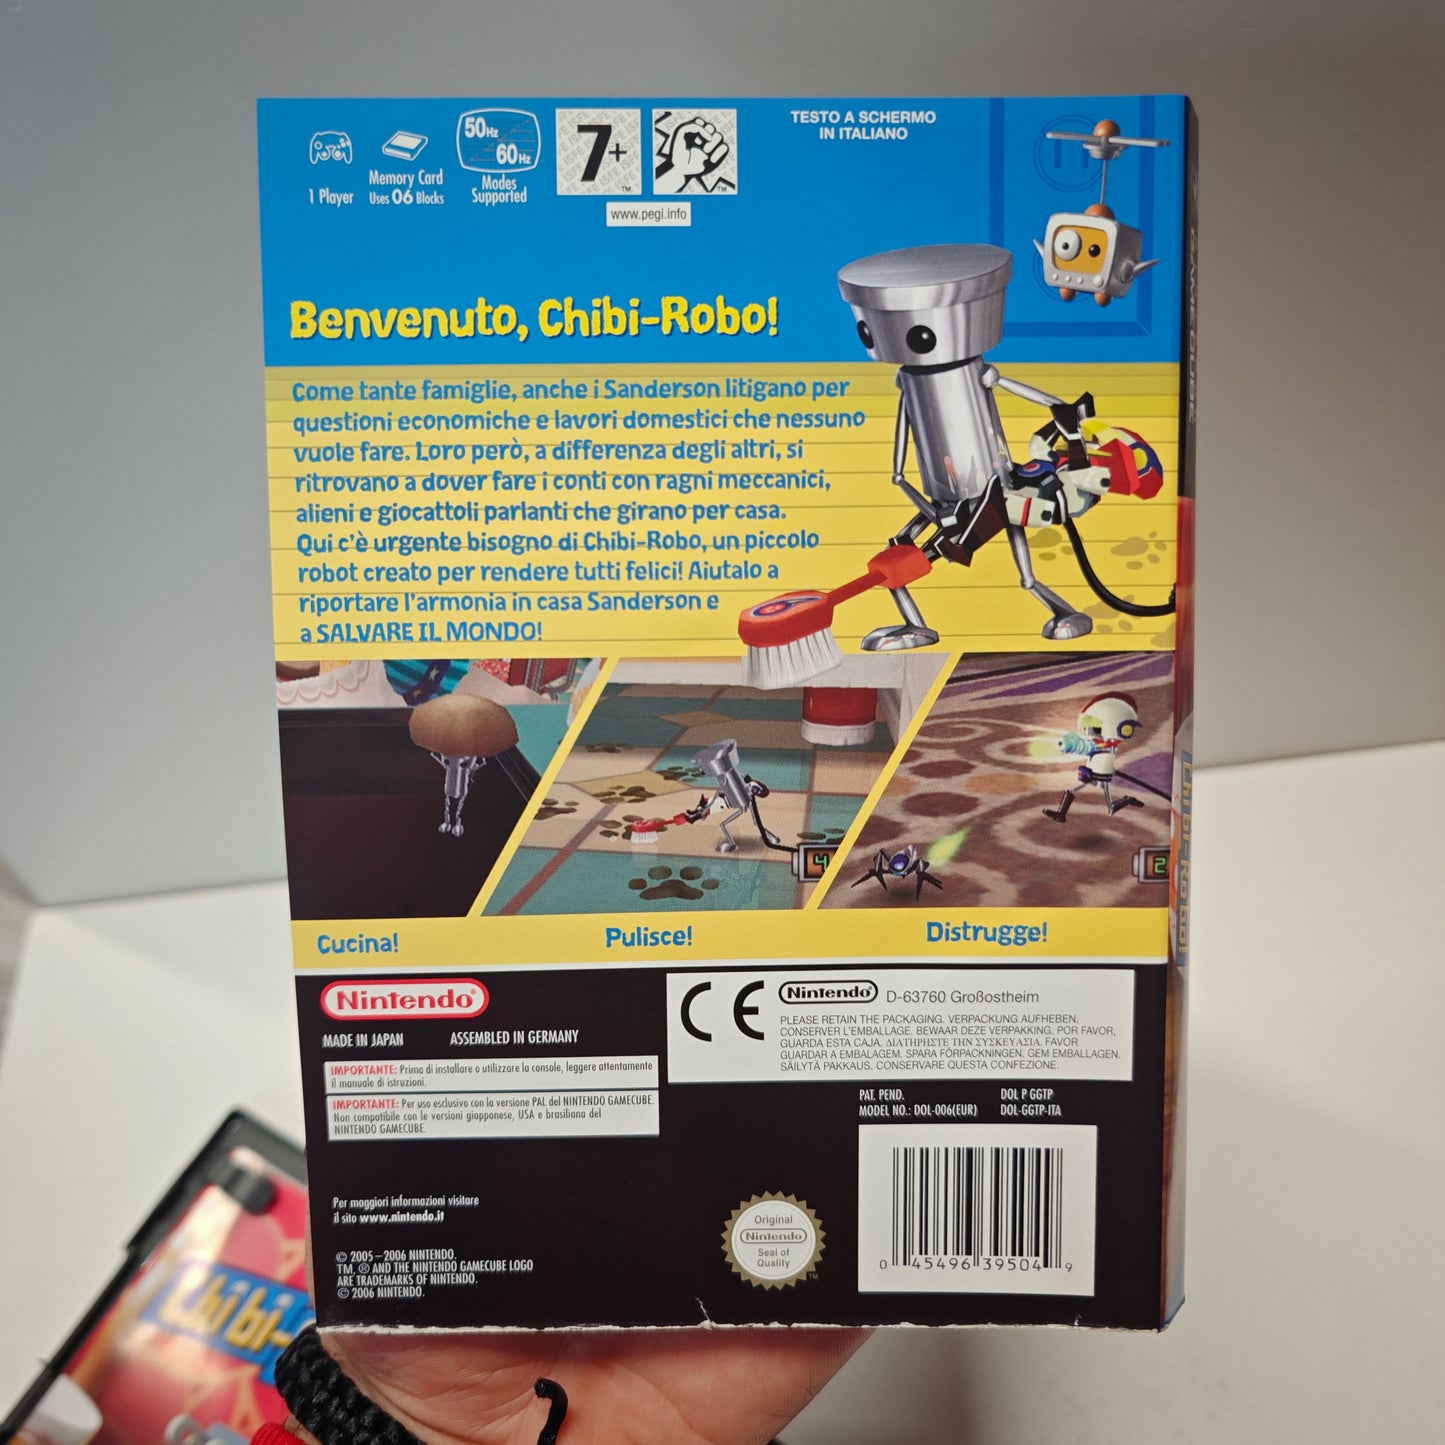 1 Player
Memory Card
Uses 06 Blocks
50Hz
60Hz
Modes
Supported
7+
TM
TM
www.pegi.info
TESTO A SCHERMO
IN ITALIANO
Benvenuto, Chibi-Robo!
Come tante famiglie, anche i Sanderson litigano per
questioni economiche e lavori domestici che nessuno
vuole fare. Loro però, a differenza degli altri, si
ritrovano a dover fare i conti con ragni meccanici,
alieni e giocattoli parlanti che girano per casa.
Qui c'è urgente bisogno di Chibi-Robo, un piccolo
robot creato per rendere tutti felici! Aiutalo a
riportare l'armonia in casa Sanderson e
a SALVARE IL MONDO!
4
2
Cucina!
Pulisce!
Distrugge!
Nintendo®
MADE IN JAPAN
ASSEMBLED IN GERMANY
IMPORTANTE: Prima di installare o utilizzare la console, leggere attentamente
il manuale di istruzioni.
IMPORTANTE: Per uso esclusivo con la versione PAL del NINTENDO GAMECUBE.
Non compatibile con le versioni giapponese, USA e brasiliana del
NINTENDO GAMECUBE.
CE
Nintendo® D-63760 Großostheim
PLEASE RETAIN THE PACKAGING. VERPACKUNG AUFHEBEN.
CONSERVER L'EMBALLAGE. BEWAAR DEZE VERPAKKING. POR FAVOR,
GUARDA ESTA CAJA. ΔΙΑΤΗΡΗΣΤΕ ΤΗΝ ΣΥΣΚΕΥΑΣΙΑ. FAVOR
GUARDAR A EMBALAGEM. SPARA FÖRPACKNINGEN. GEM EMBALLAGEN.
SÄILYTÄ PAKKAUS. CONSERVARE QUESTA CONFEZIONE.
PAT. PEND.
MODEL NO.: DOL-006(EUR)
DOL P GGTP
DOL-GGTP-ITA
Per maggiori informazioni visitare
il sito www.nintendo.it
© 2005–2006 NINTENDO.
TM, ® AND THE NINTENDO GAMECUBE LOGO
ARE TRADEMARKS OF NINTENDO.
© 2006 NINTENDO.
Original
Nintendo
Seal of
Quality
TM
0 45496 39504 9
GAMECUBE
Chibi-Robo!
Chibi-